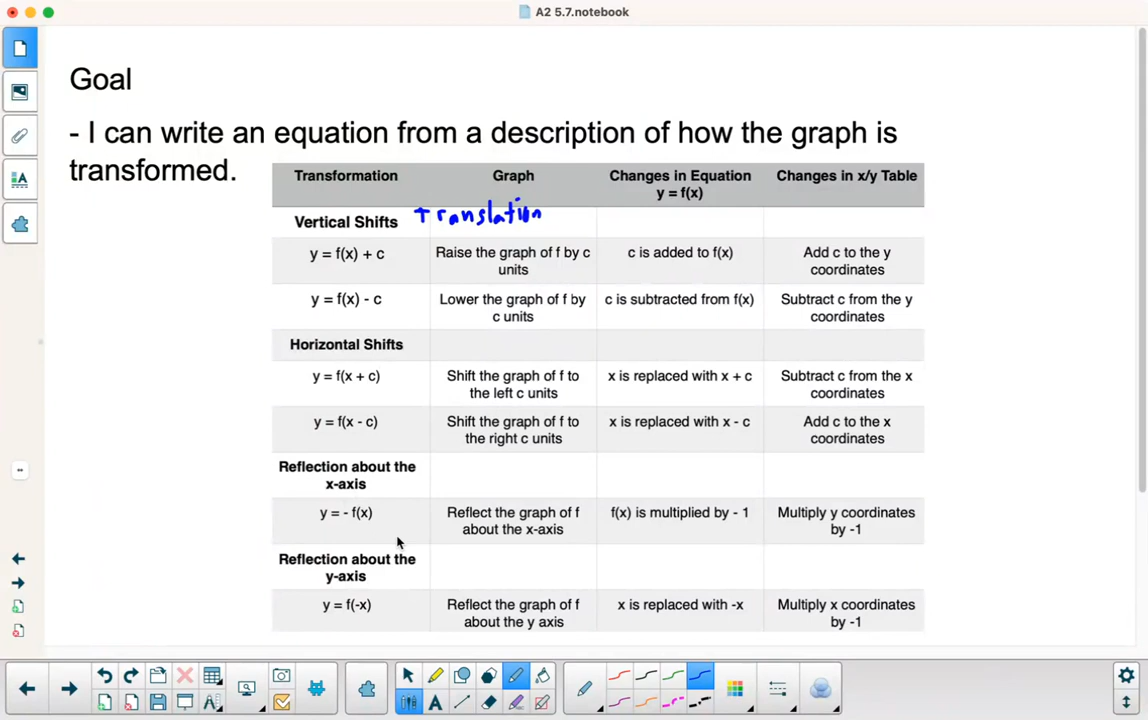 A2 5.7.notebook
Goal
- I can write an equation from a description of how the graph is
transformed.
Transformation Graph Changes in Equation y = f(x) Changes in x/y Table
Vertical Shifts Translation
y = f(x) + c Raise the graph of f by c units c is added to f(x) Add c to the y coordinates
y = f(x) - c Lower the graph of f by c units c is subtracted from f(x) Subtract c from the y coordinates
Horizontal Shifts
y = f(x + c) Shift the graph of f to the left c units x is replaced with x + c Subtract c from the x coordinates
y = f(x - c) Shift the graph of f to the right c units x is replaced with x - c Add c to the x coordinates
Reflection about the x-axis
y = - f(x) Reflect the graph of f about the x-axis f(x) is multiplied by - 1 Multiply y coordinates by -1
Reflection about the y-axis
y = f(-x) Reflect the graph of f about the y axis x is replaced with -x Multiply x coordinates by -1